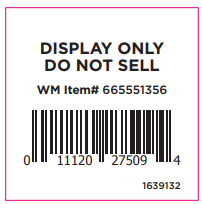 DISPLAY ONLY
DO NOT SELL
WM Item# 665551356
0 11120 27509 4
1639132